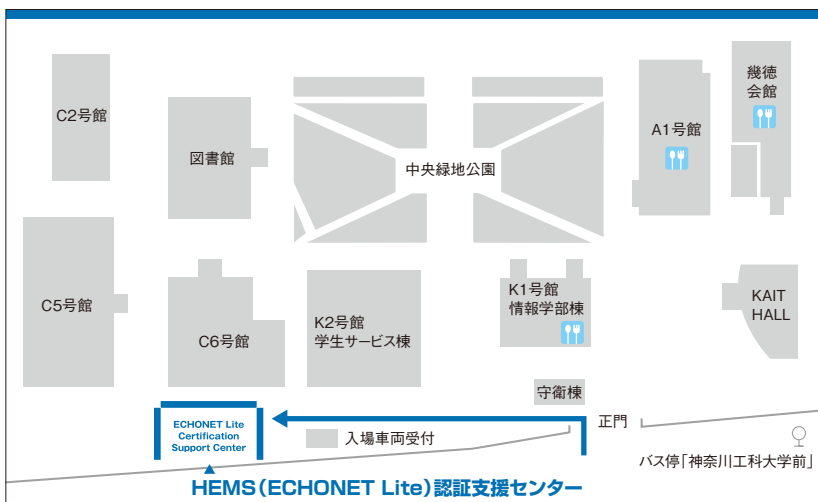 C2号館
図書館
中央緑地公園
A1号館
幾徳
会館
C5号館
C6号館
K2号館
学生サービス棟
K1号館
情報学部棟
KAIT
HALL
守衛棟
正門
入場車両受付
バス停「神奈川工科大学前」
ECHONET Lite
Certification
Support Center
HEMS(ECHONET Lite)認証支援センター